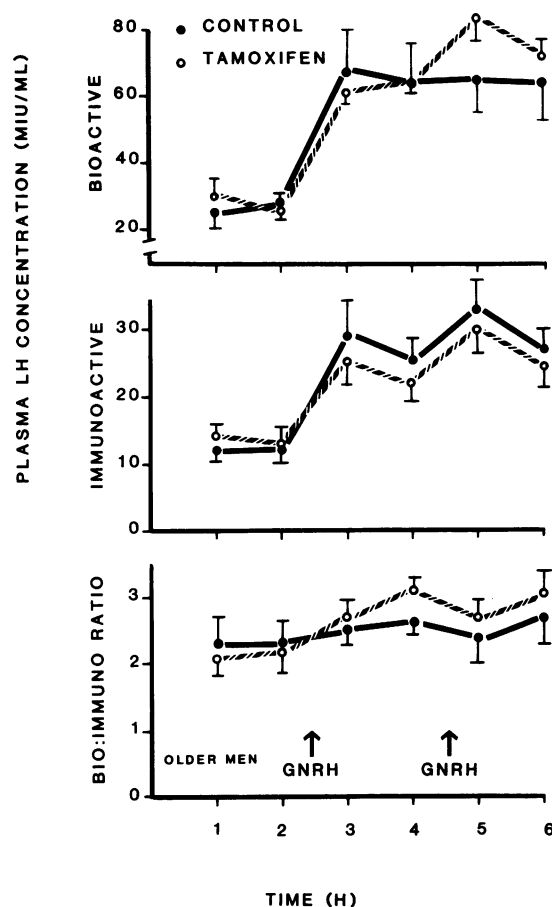 PLASMA LH CONCENTRATION (MIU/ML)
BIOACTIVE
80
60
40
20
CONTROL
TAMOXIFEN
IMMUNOACTIVE
30
20
10
0
BIO:IMMUNO RATIO
3
2
1
0
OLDER MEN
GNRH
GNRH
1 2 3 4 5 6
TIME (H)